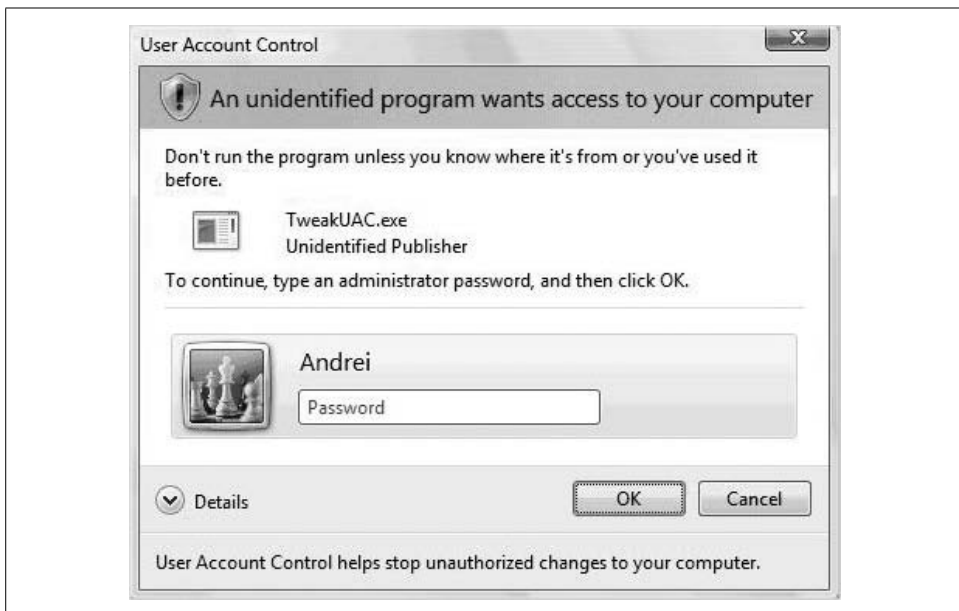 User Account Control
An unidentified program wants access to your computer
Don't run the program unless you know where it's from or you've used it
before.
TweakUAC.exe
Unidentified Publisher
To continue, type an administrator password, and then click OK.
Andrei
Password
Details
OK
Cancel
User Account Control helps stop unauthorized changes to your computer.